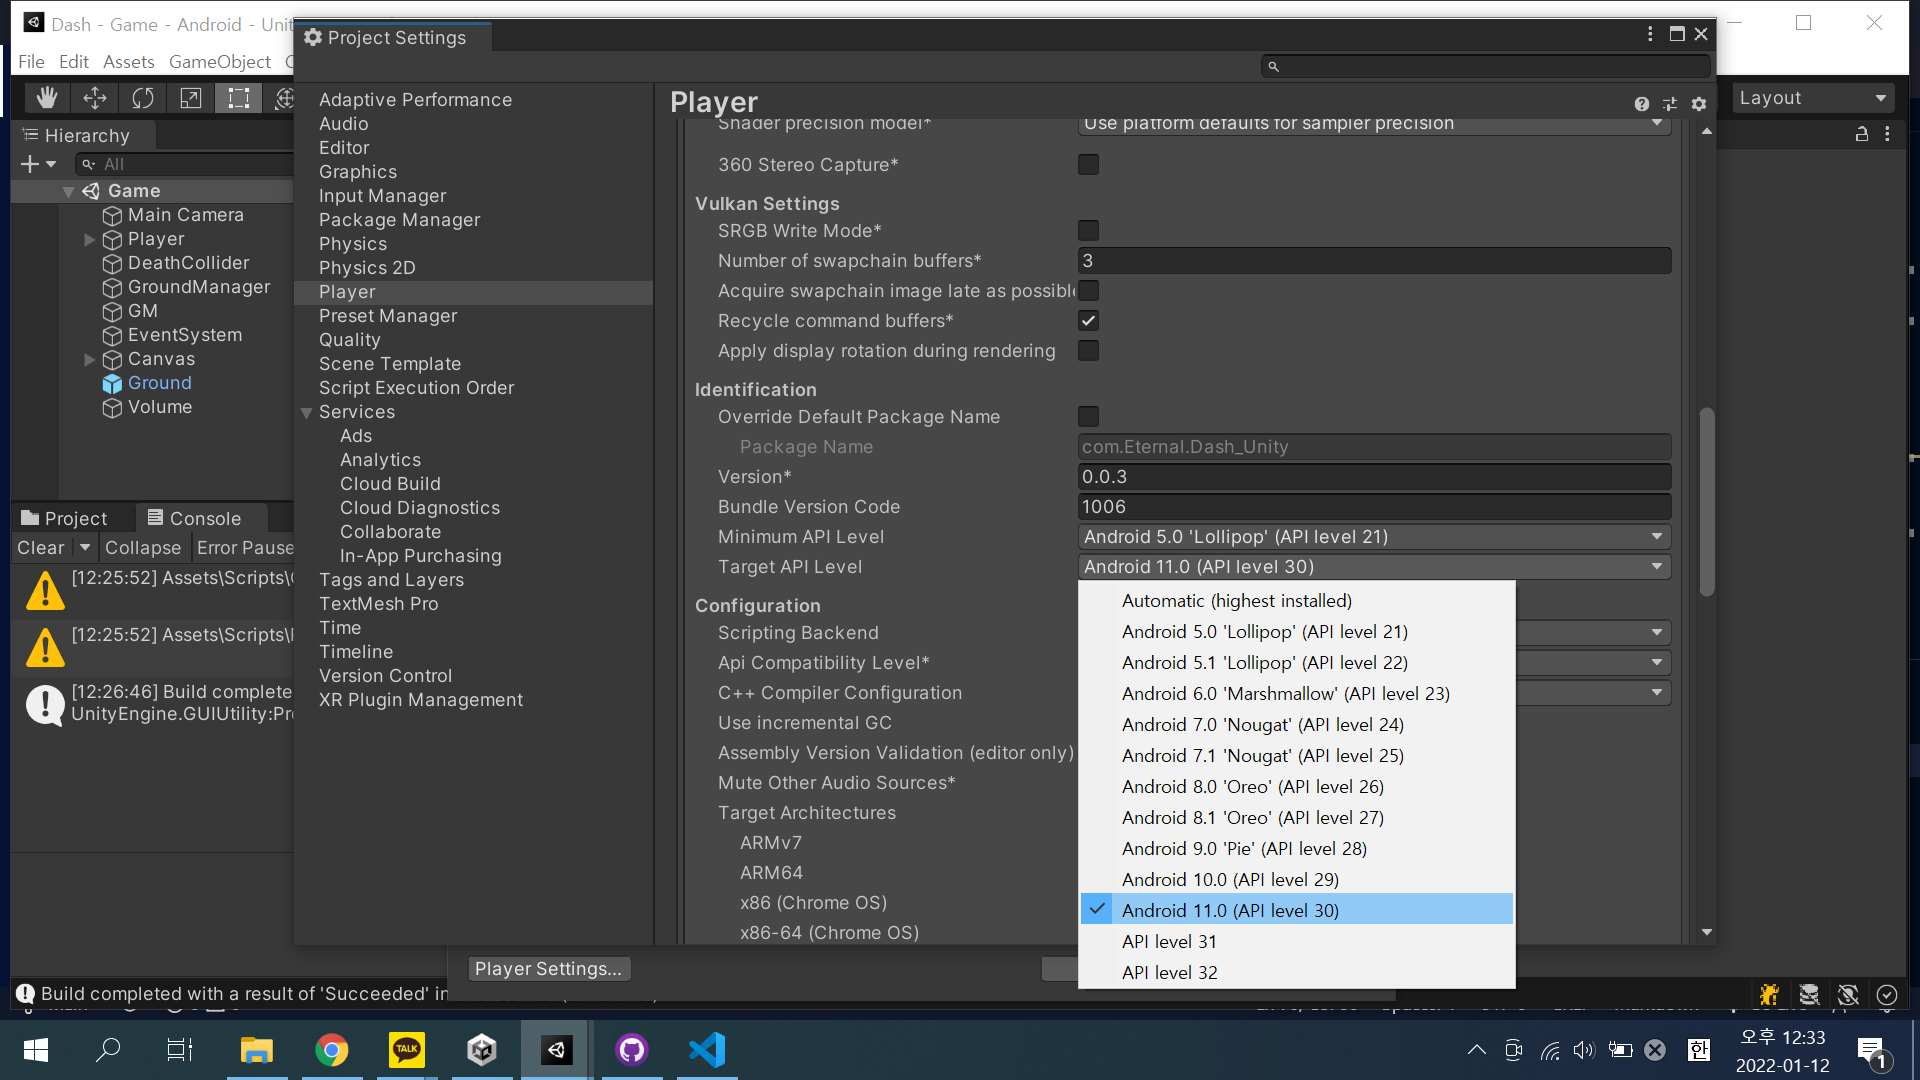 Dash - Game - Android - Unit
Project Settings
File Edit Assets GameObject
Layout
Hierarchy
All
Game
Main Camera
Player
DeathCollider
GroundManager
GM
EventSystem
Canvas
Ground
Volume
Project
Console
Clear
Collapse
Error Pause
[12:25:52] Assets\Scripts\
[12:25:52] Assets\Scripts\
[12:26:46] Build complete
UnityEngine.GUIUtility:Pr
Adaptive Performance
Audio
Editor
Graphics
Input Manager
Package Manager
Physics
Physics 2D
Player
Preset Manager
Quality
Scene Template
Script Execution Order
Services
Ads
Analytics
Cloud Build
Cloud Diagnostics
Collaborate
In-App Purchasing
Tags and Layers
TextMesh Pro
Time
Timeline
Version Control
XR Plugin Management
Player
Shader precision model* Use platform defaults for sampler precision
360 Stereo Capture*
Vulkan Settings
SRGB Write Mode*
Number of swapchain buffers* 3
Acquire swapchain image late as possible
Recycle command buffers*
Apply display rotation during rendering
Identification
Override Default Package Name
Package Name com.Eternal.Dash_Unity
Version* 0.0.3
Bundle Version Code 1006
Minimum API Level Android 5.0 'Lollipop' (API level 21)
Target API Level Android 11.0 (API level 30)
Configuration
Scripting Backend
Api Compatibility Level*
C++ Compiler Configuration
Use incremental GC
Assembly Version Validation (editor only)
Mute Other Audio Sources*
Target Architectures
ARMv7
ARM64
x86 (Chrome OS)
x86-64 (Chrome OS)
Automatic (highest installed)
Android 5.0 'Lollipop' (API level 21)
Android 5.1 'Lollipop' (API level 22)
Android 6.0 'Marshmallow' (API level 23)
Android 7.0 'Nougat' (API level 24)
Android 7.1 'Nougat' (API level 25)
Android 8.0 'Oreo' (API level 26)
Android 8.1 'Oreo' (API level 27)
Android 9.0 'Pie' (API level 28)
Android 10.0 (API level 29)
Android 11.0 (API level 30)
API level 31
API level 32
Player Settings...
Build completed with a result of 'Succeeded' in
TALK
한
오후 12:33
2022-01-12
1